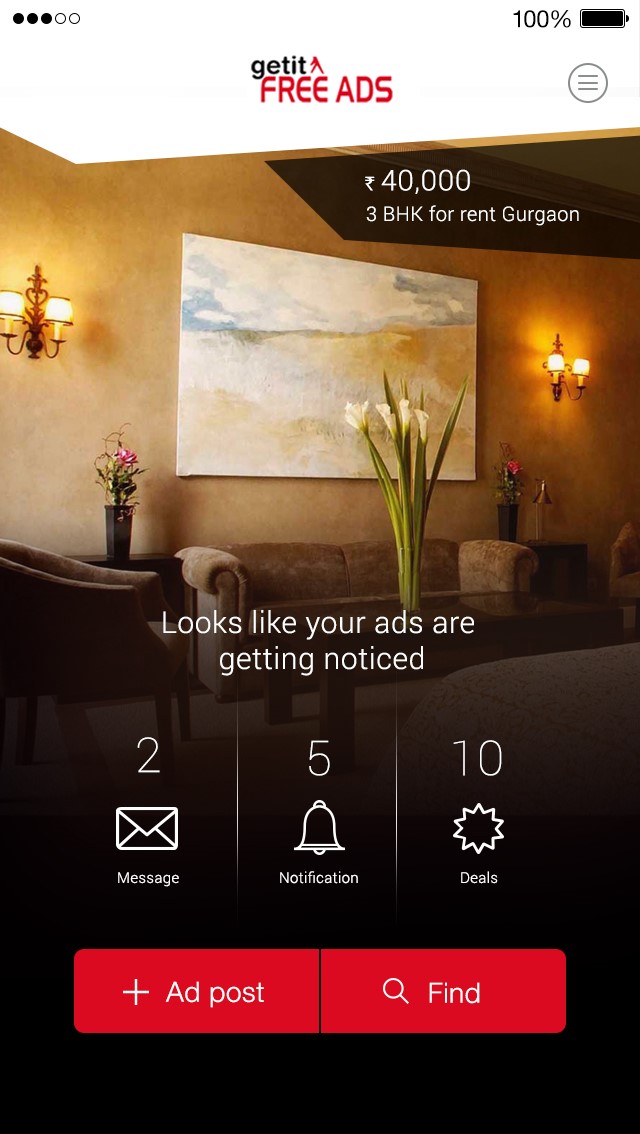 100%
getit
FREE ADS
₹ 40,000
3 BHK for rent Gurgaon
Looks like your ads are
getting noticed
2
5
10
Message
Notification
Deals
Ad post
Find